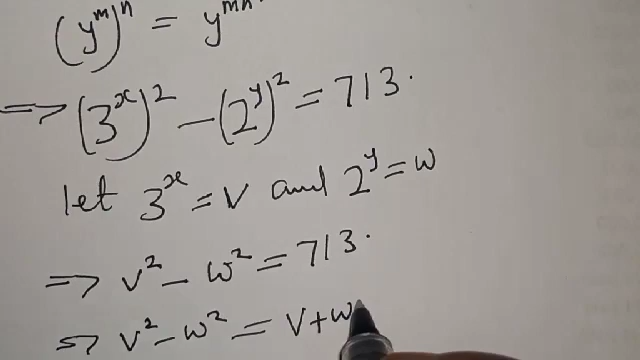 (y^m)^n = y^mn.
=> (3^x)^2 - (2^y)^2 = 713.
let 3^x = V and 2^y = w
=> v^2 - w^2 = 713.
=> v^2 - w^2 = V+w